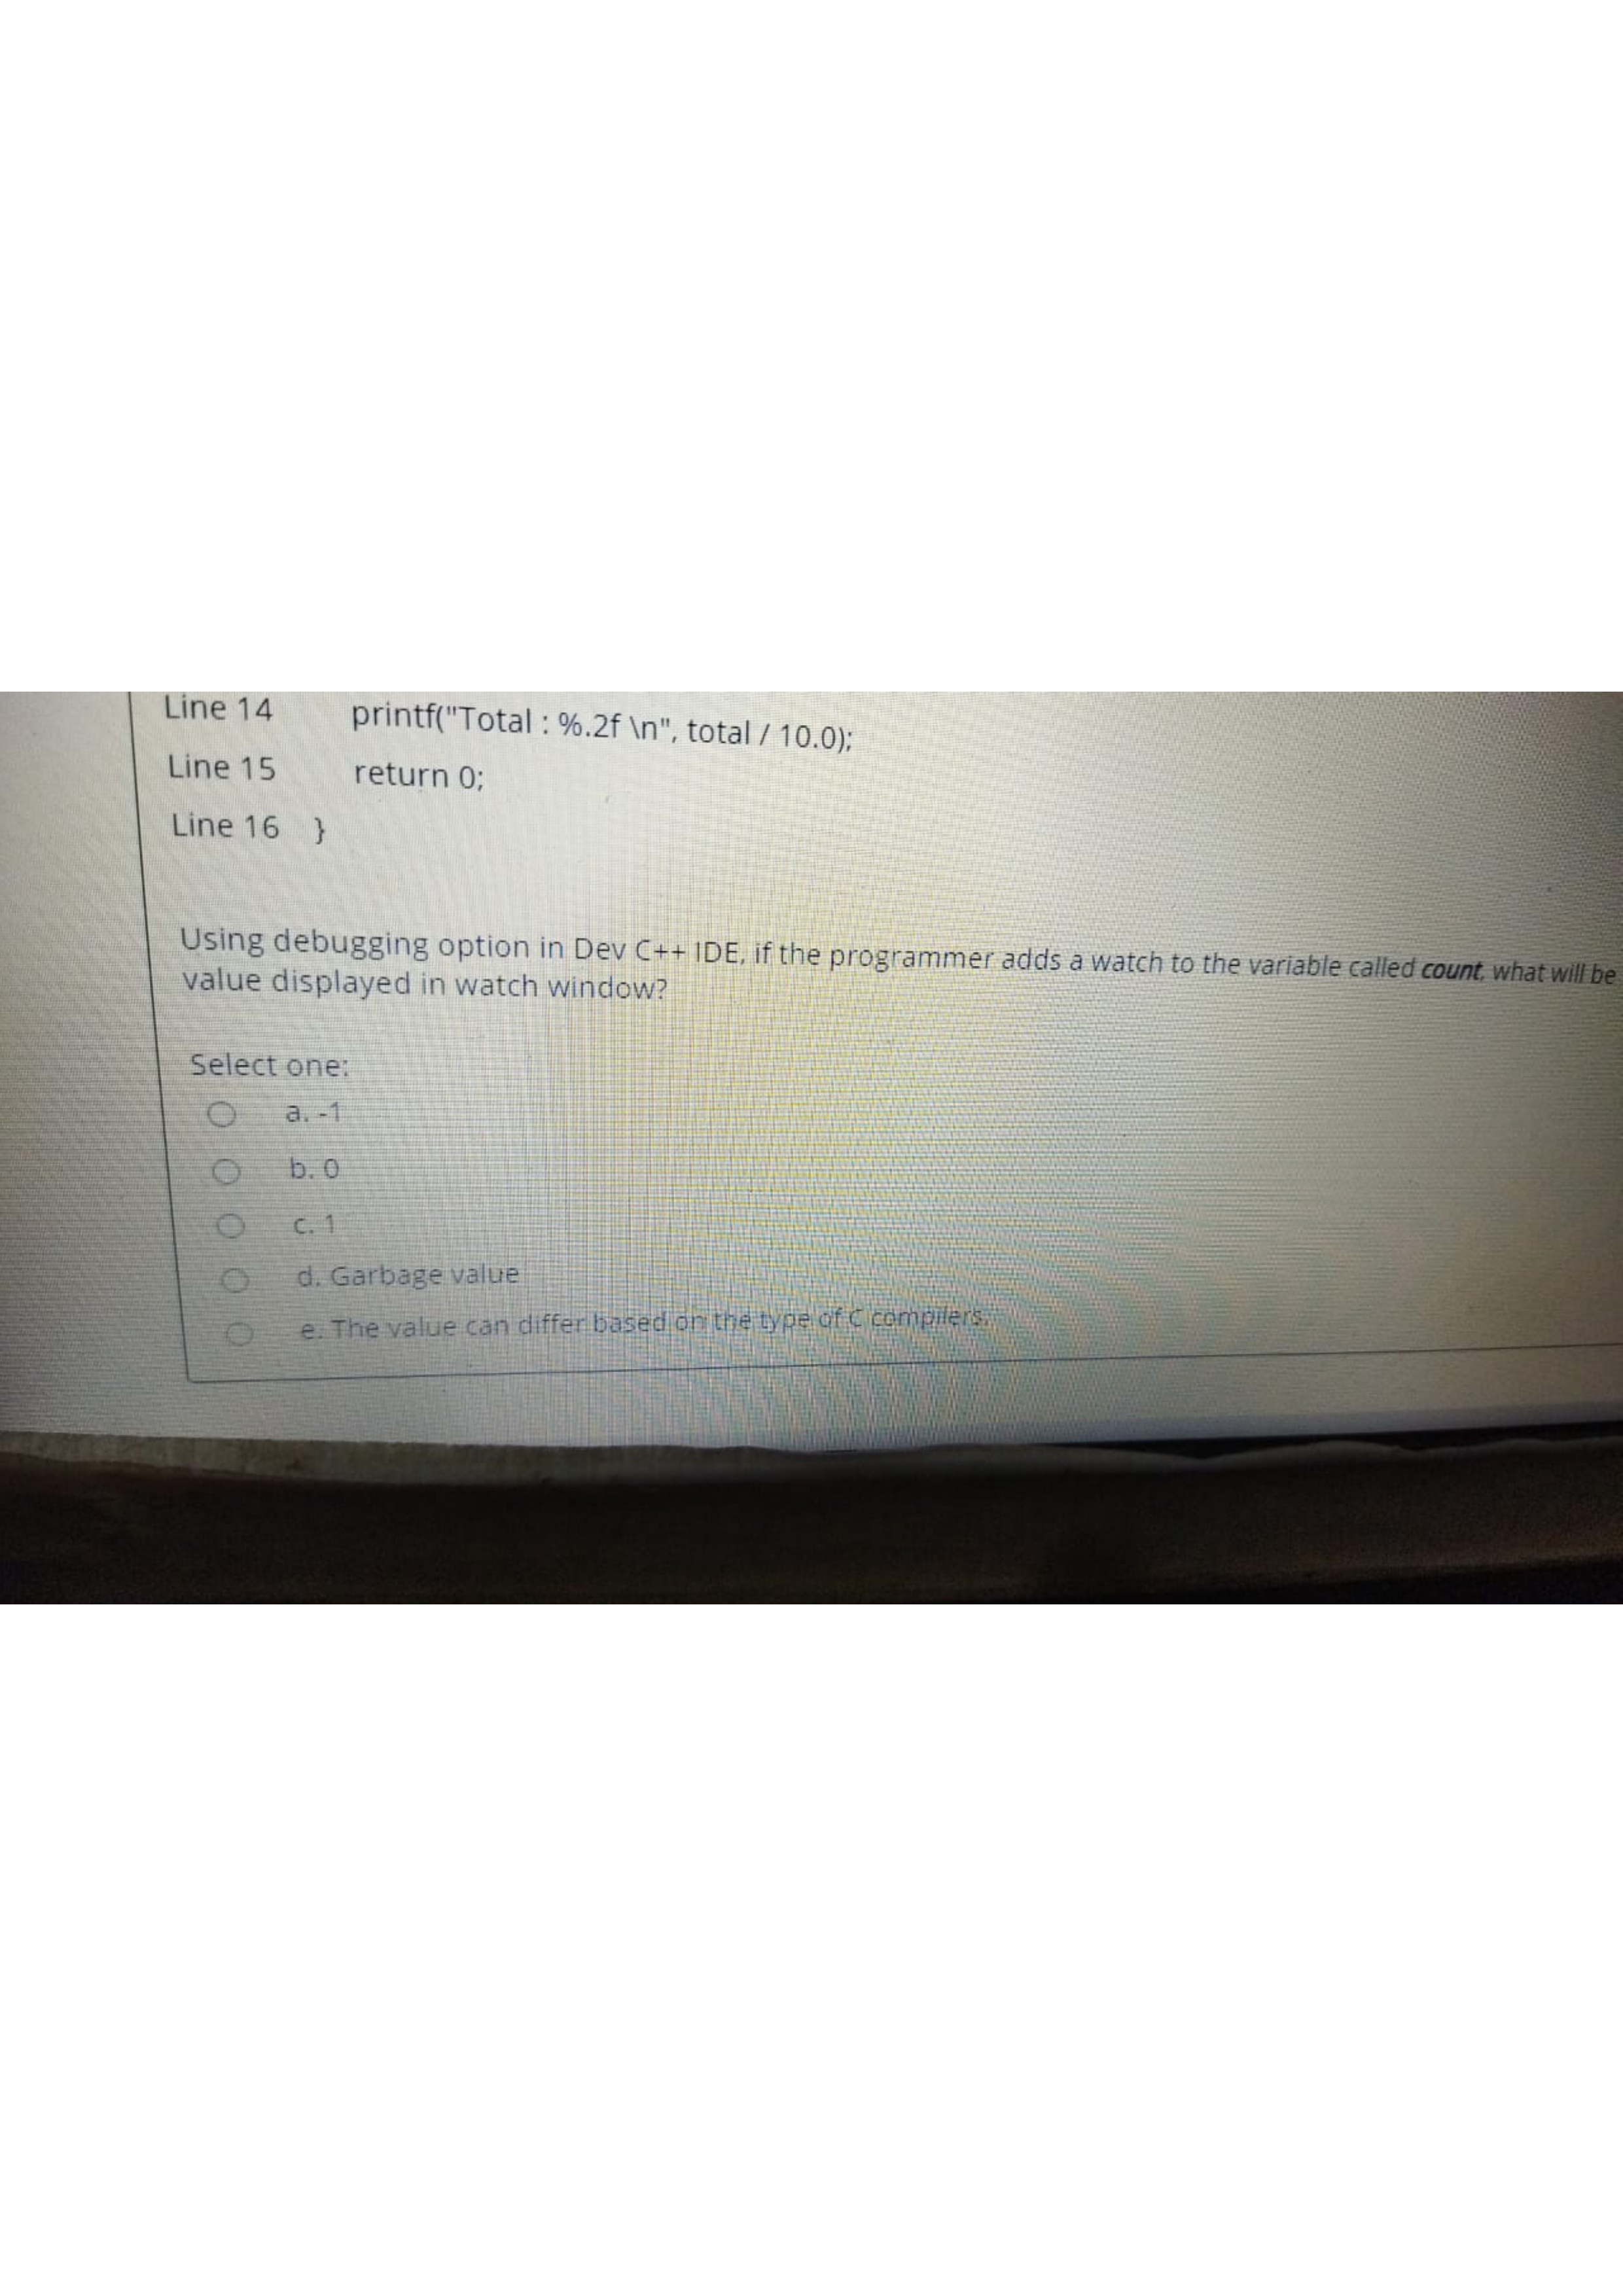 Line 14 printf("Total : %.2f \n", total / 10.0);
Line 15 return 0;
Line 16 }
Using debugging option in Dev C++ IDE, if the programmer adds a watch to the variable called count, what will be
value displayed in watch window?
Select one:
a. -1
b. 0
c. 1
d. Garbage value
e. The value can differ based on the type of C compilers.